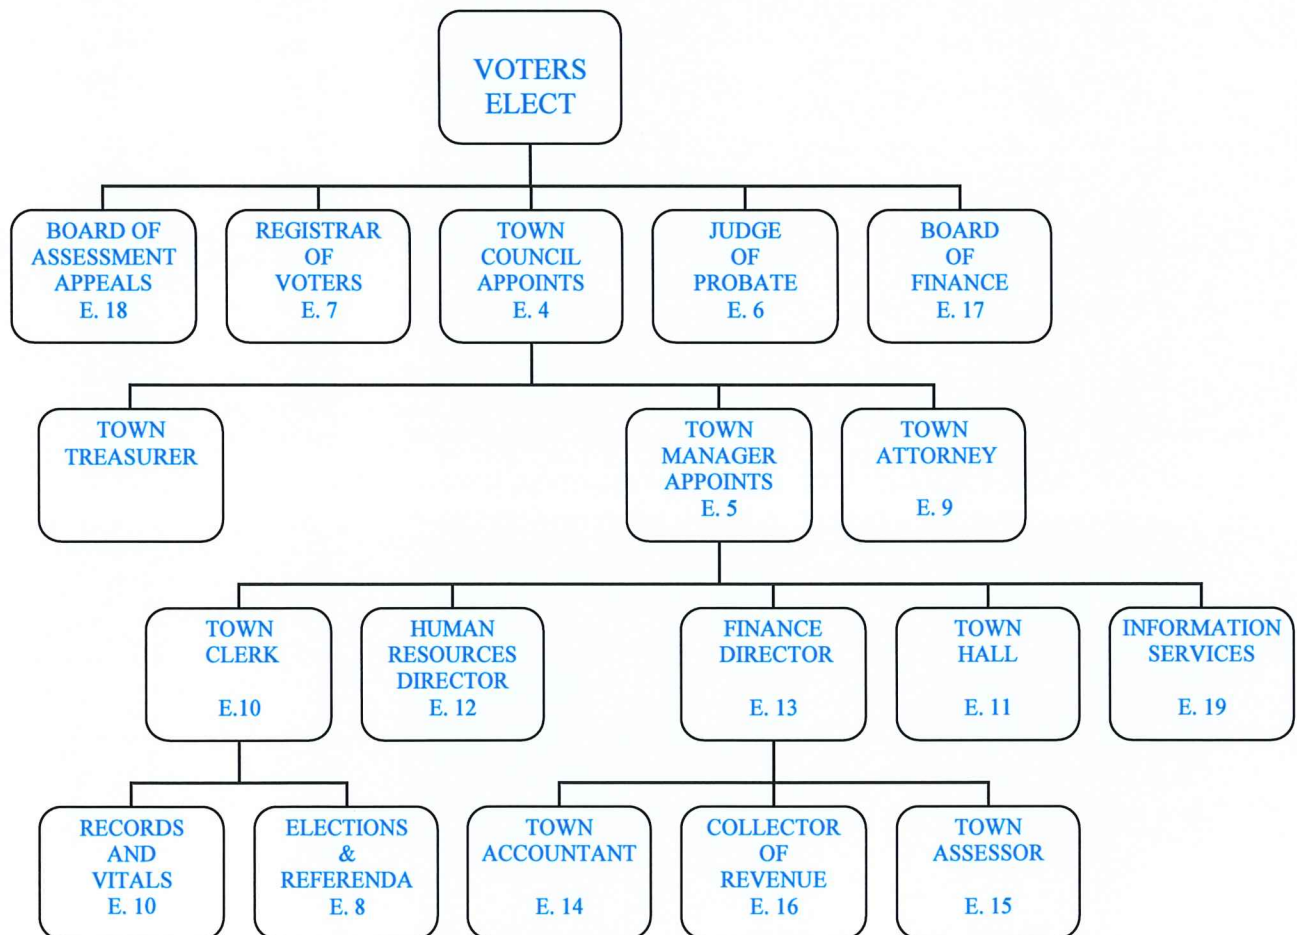 VOTERS
ELECT
BOARD OF
ASSESSMENT
APPEALS
E. 18
REGISTRAR
OF
VOTERS
E. 7
TOWN
COUNCIL
APPOINTS
E. 4
JUDGE
OF
PROBATE
E. 6
BOARD
OF
FINANCE
E. 17
TOWN
TREASURER
TOWN
MANAGER
APPOINTS
E. 5
TOWN
ATTORNEY
E. 9
TOWN
CLERK
E.10
HUMAN
RESOURCES
DIRECTOR
E. 12
FINANCE
DIRECTOR
E. 13
TOWN
HALL
E. 11
INFORMATION
SERVICES
E. 19
RECORDS
AND
VITALS
E. 10
ELECTIONS
&
REFERENDA
E. 8
TOWN
ACCOUNTANT
E. 14
COLLECTOR
OF
REVENUE
E. 16
TOWN
ASSESSOR
E. 15